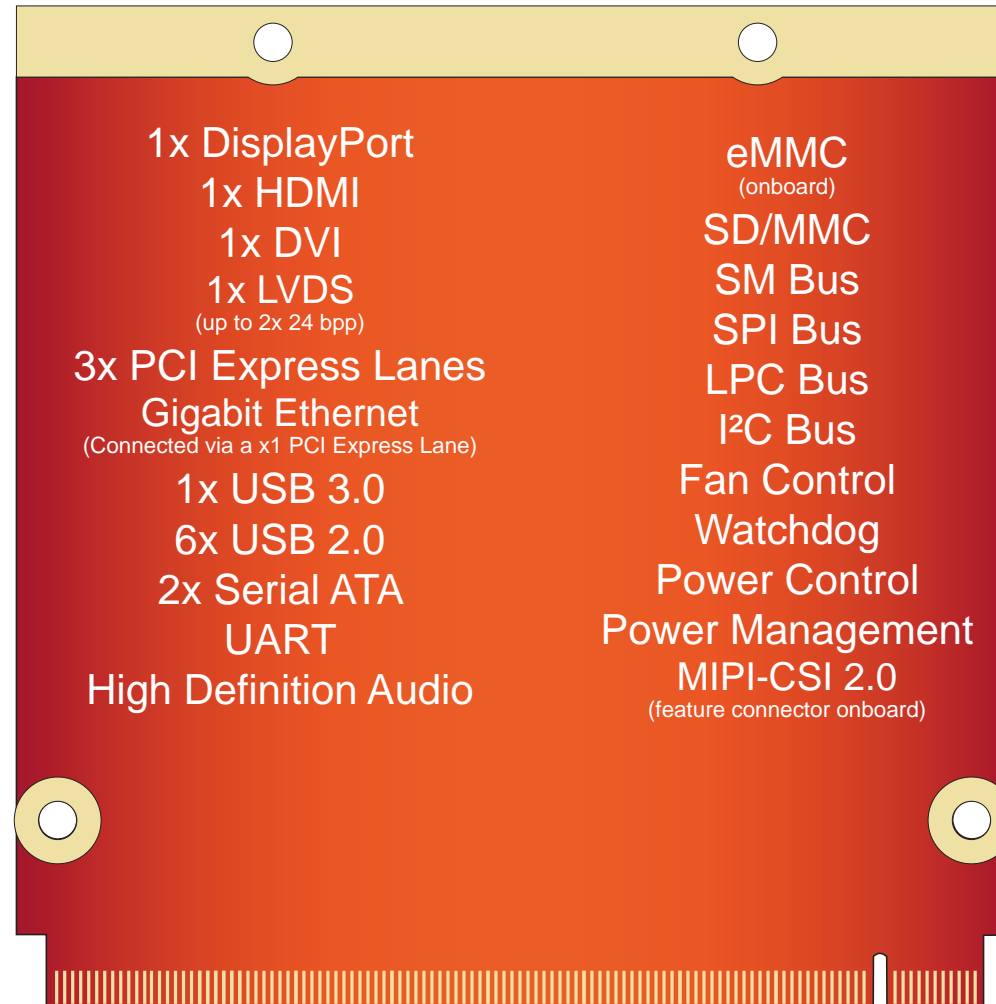 1x DisplayPort
1x HDMI
1x DVI
1x LVDS
(up to 2x 24 bpp)
3x PCI Express Lanes
Gigabit Ethernet
(Connected via a x1 PCI Express Lane)
1x USB 3.0
6x USB 2.0
2x Serial ATA
UART
High Definition Audio
eMMC
(onboard)
SD/MMC
SM Bus
SPI Bus
LPC Bus
I²C Bus
Fan Control
Watchdog
Power Control
Power Management
MIPI-CSI 2.0
(feature connector onboard)